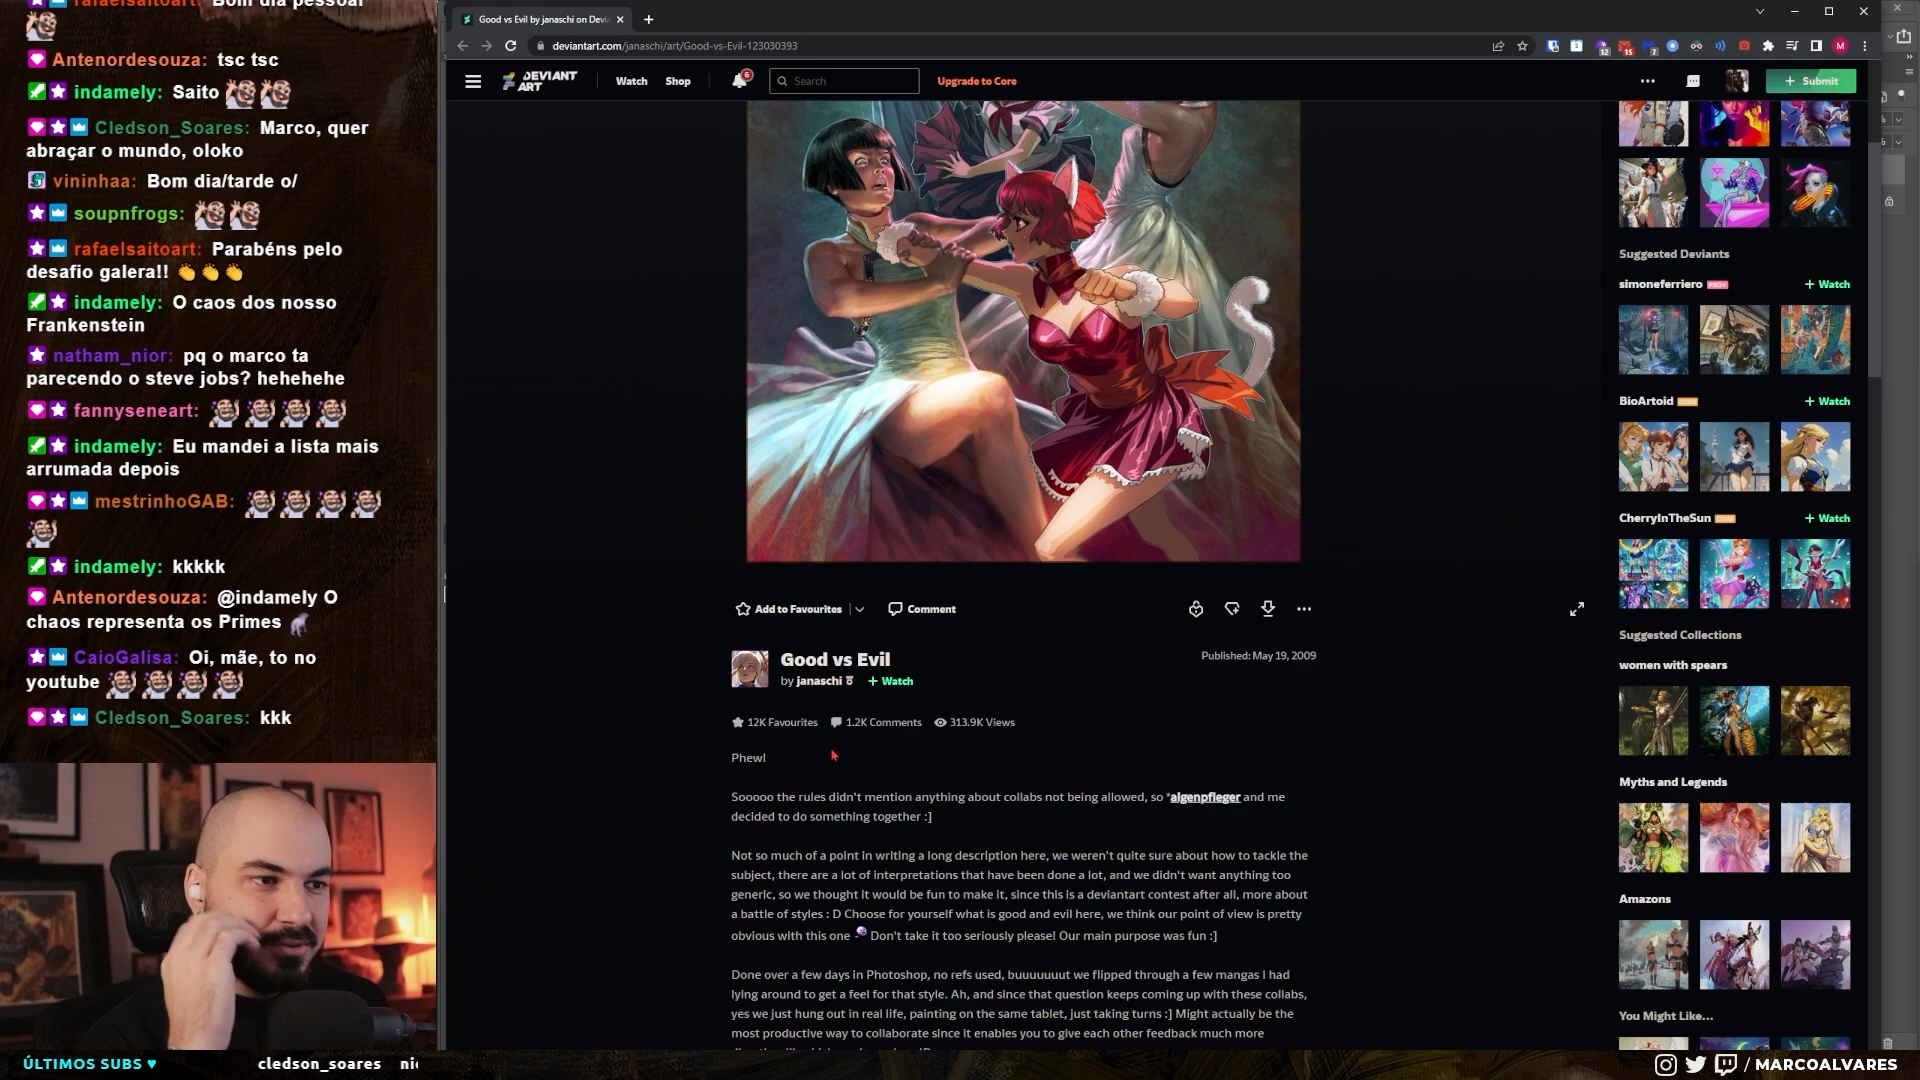 rafaelsaitoart: Bom dia pessoal
Antenordesouza: tsc tsc
indamely: Saito
Cledson_Soares: Marco, quer
abraçar o mundo, oloko
vininhaa: Bom dia/tarde o/
soupnfrogs:
rafaelsaitoart: Parabéns pelo
desafio galera!! 👏👏👏
indamely: O caos dos nosso
Frankenstein
natham_nior: pq o marco ta
parecendo o steve jobs? hehehehe
fannyseneart:
indamely: Eu mandei a lista mais
arrumada depois
mestrinhoGAB:
indamely: kkkkk
Antenordesouza: @indamely O
chaos representa os Primes
CaioGalisa: Oi, mãe, to no
youtube
Cledson_Soares: kkk
ÚLTIMOS SUBS ♥
cledson_soares
Good vs Evil by janaschi on Devia
deviantart.com/janaschi/art/Good-vs-Evil-123030393
12
15
7
M
DEVIANT
ART
Watch
Shop
6
Search
Upgrade to Core
+ Submit
Add to Favourites
Comment
Good vs Evil
by janaschi
+ Watch
Published: May 19, 2009
12K Favourites
1.2K Comments
313.9K Views
Phew!
Sooooo the rules didn't mention anything about collabs not being allowed, so *algenpfleger and me
decided to do something together :]
Not so much of a point in writing a long description here, we weren't quite sure about how to tackle the
subject, there are a lot of interpretations that have been done a lot, and we didn't want anything too
generic, so we thought it would be fun to make it, since this is a deviantart contest after all, more about
a battle of styles : D Choose for yourself what is good and evil here, we think our point of view is pretty
obvious with this one Don't take it too seriously please! Our main purpose was fun :]
Done over a few days in Photoshop, no refs used, buuuuuuut we flipped through a few mangas I had
lying around to get a feel for that style. Ah, and since that question keeps coming up with these collabs,
yes we just hung out in real life, painting on the same tablet, just taking turns :] Might actually be the
most productive way to collaborate since it enables you to give each other feedback much more
Suggested Deviants
simoneferriero PRO+
+ Watch
BioArtoid CORE
+ Watch
CherryInTheSun CORE
+ Watch
Suggested Collections
women with spears
Myths and Legends
Amazons
You Might Like...
/ MARCOALVARES